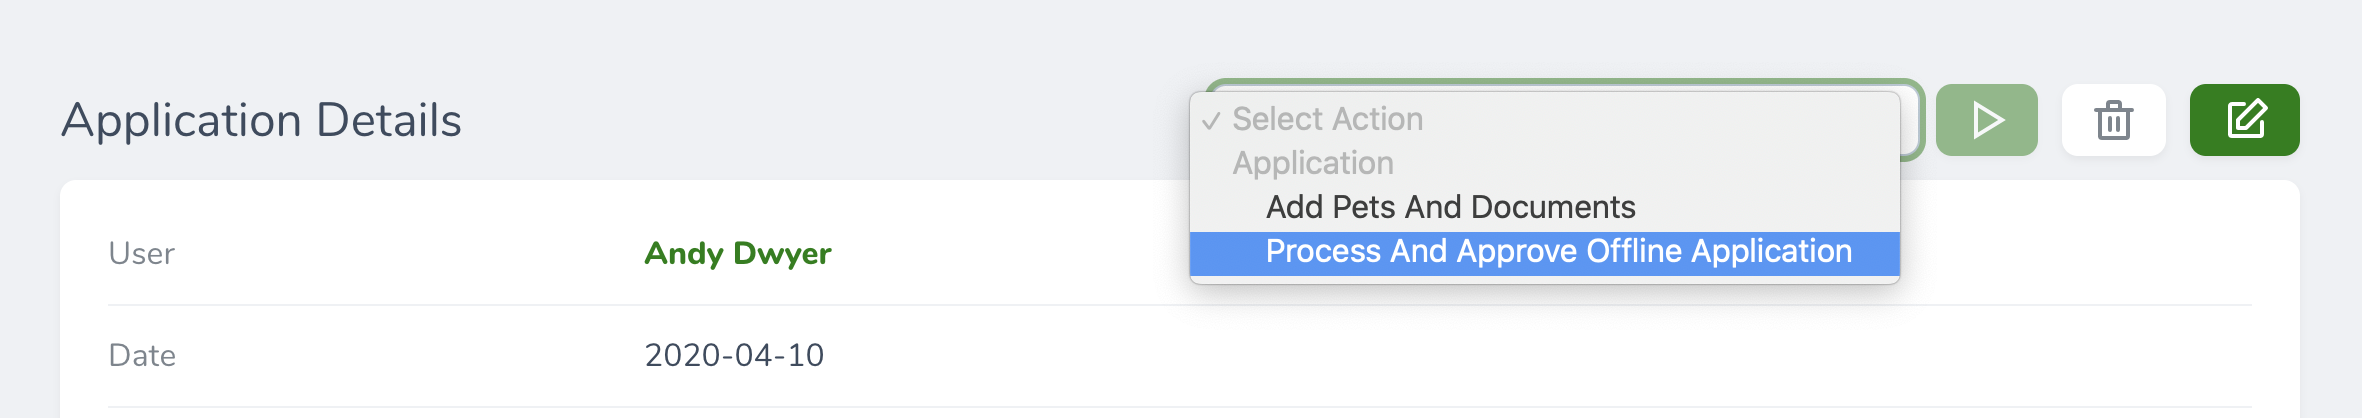 Application Details
Select Action
Application
Add Pets And Documents
Process And Approve Offline Application
User
Andy Dwyer
Date
2020-04-10